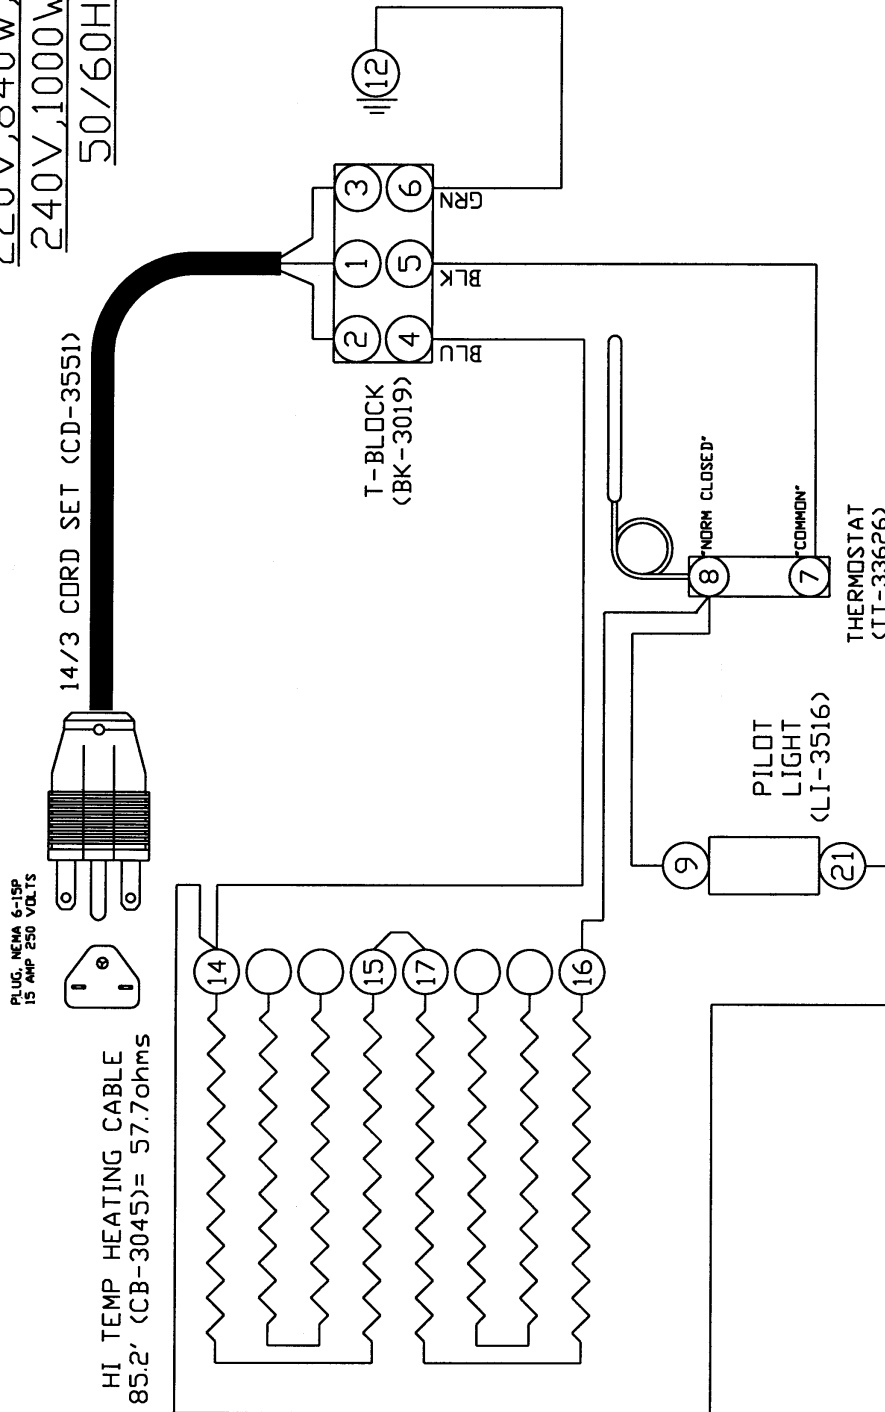 240V,1000W
50/60H
PLUG, NEMA 6-15P
15 AMP 250 VOLTS
14/3 CORD SET (CD-3551)
HI TEMP HEATING CABLE
85.2' (CB-3045)= 57.7ohms
T-BLOCK
(BK-3019)
3
1
2
6
5
4
GRN
BLK
BLU
12
14
15
17
16
"NORM CLOSED"
8
"COMMON"
7
THERMOSTAT
(TT-33626)
PILOT
LIGHT
(LI-3516)
9
21